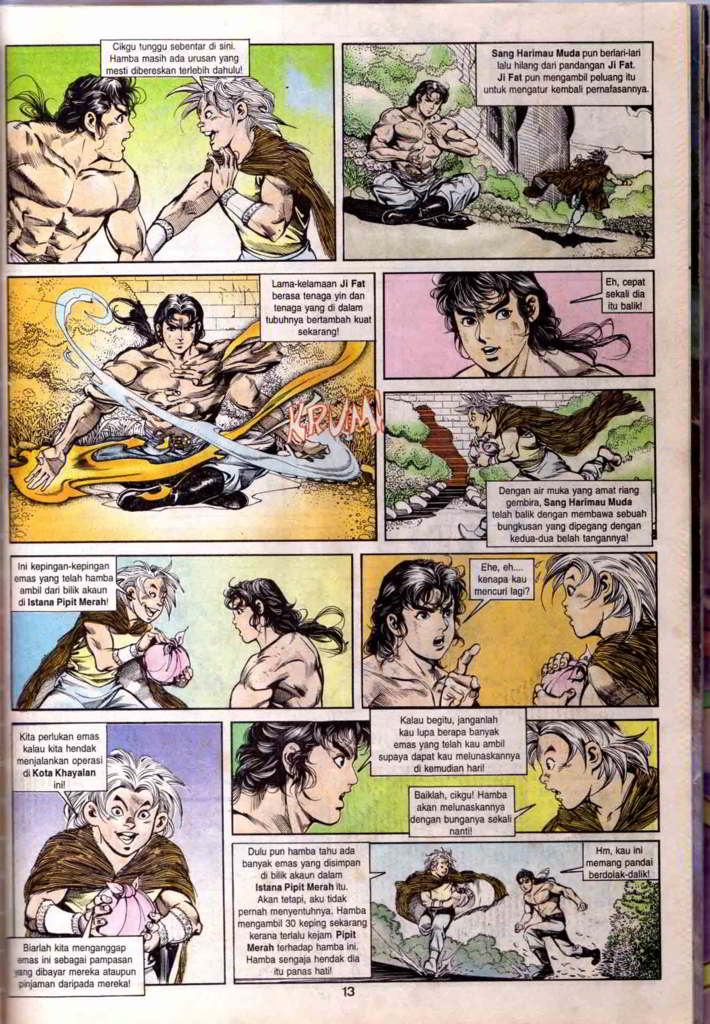 Cikgu tunggu sebentar di sini.
Hamba masih ada urusan yang
mesti dibereskan terlebih dahulu!
Sang Harimau Muda pun berlari-lari
lalu hilang dari pandangan Ji Fat.
Ji Fat pun mengambil peluang itu
untuk mengatur kembali pernafasannya.
Lama-kelamaan Ji Fat
berasa tenaga yin dan
tenaga yang di dalam
tubuhnya bertambah kuat
sekarang!
KRUM
Eh, cepat
sekali dia
itu balik!
Dengan air muka yang amat riang
gembira, Sang Harimau Muda
telah balik dengan membawa sebuah
bungkusan yang dipegang dengan
kedua-dua belah tangannya!
Ini kepingan-kepingan
emas yang telah hamba
ambil dari bilik akaun
di Istana Pipit Merah!
Ehe, eh....
kenapa kau
mencuri lagi?
Kita perlukan emas
kalau kita hendak
menjalankan operasi
di Kota Khayalan
ini!
Biarlah kita menganggap
emas ini sebagai pampasan
yang dibayar mereka ataupun
pinjaman daripada mereka!
Kalau begitu, janganlah
kau lupa berapa banyak
emas yang telah kau ambil
supaya dapat kau melunaskannya
di kemudian hari!
Baiklah, cikgu! Hamba
akan melunaskannya
dengan bunganya sekali
nanti!
Dulu pun hamba tahu ada
banyak emas yang disimpan
di bilik akaun dalam
Istana Pipit Merah itu.
Akan tetapi, aku tidak
pernah menyentuhnya. Hamba
mengambil 30 keping sekarang
kerana terlalu kejam Pipit
Merah terhadap hamba ini.
Hamba sengaja hendak dia
itu panas hati!
Hm, kau ini
memang pandai
berdolak-dalik!
13